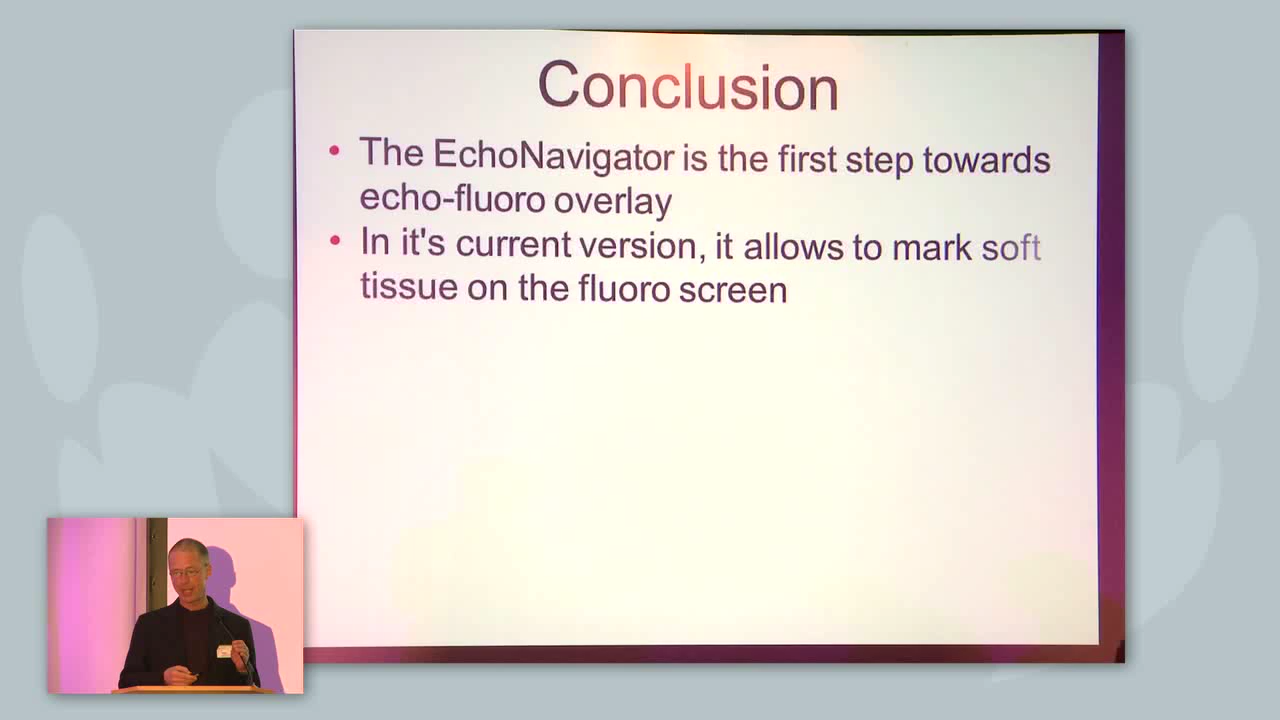 Conclusion
• The EchoNavigator is the first step towards
echo-fluoro overlay
• In it's current version, it allows to mark soft
tissue on the fluoro screen